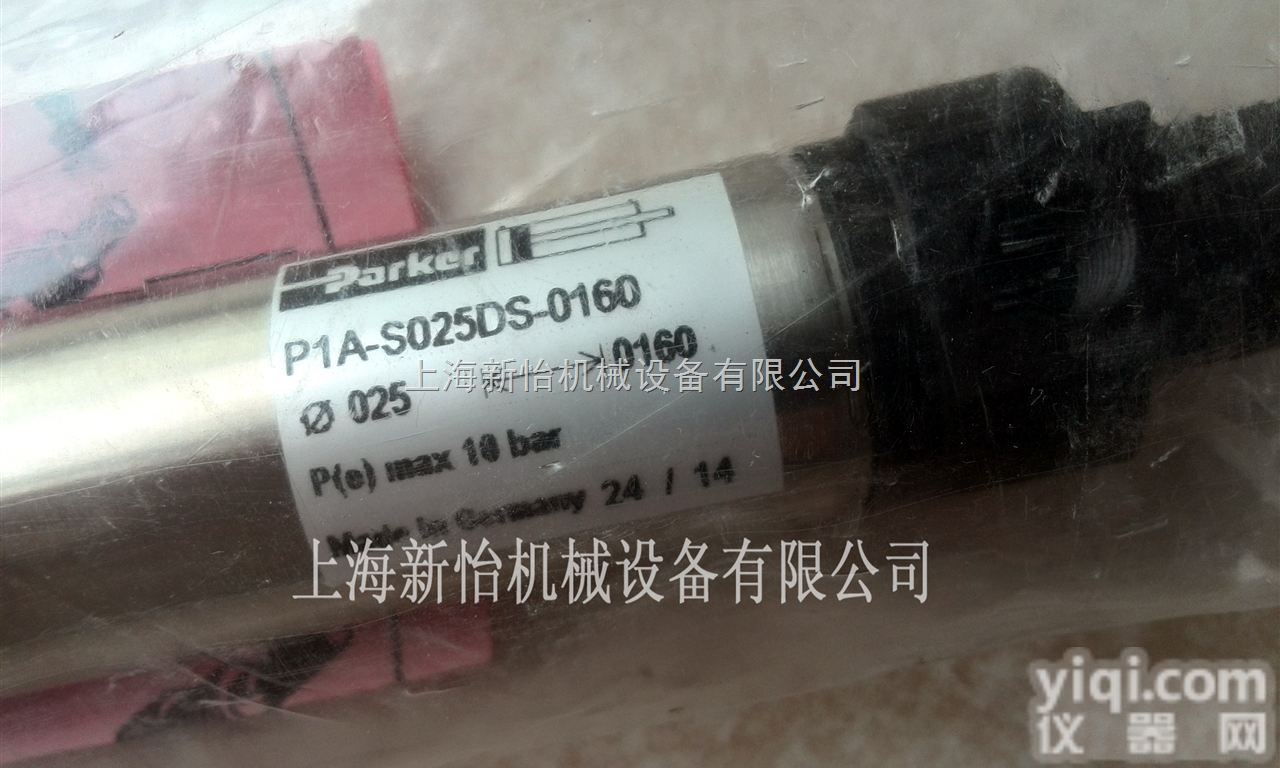 Parker
P1A-S025DS-0160
Ø 025 0160
上海新怡机械设备有限公司
P(e) max 10 bar
Made in Germany 24 / 14
上海新怡机械设备有限公司
yiqi.com
仪器网